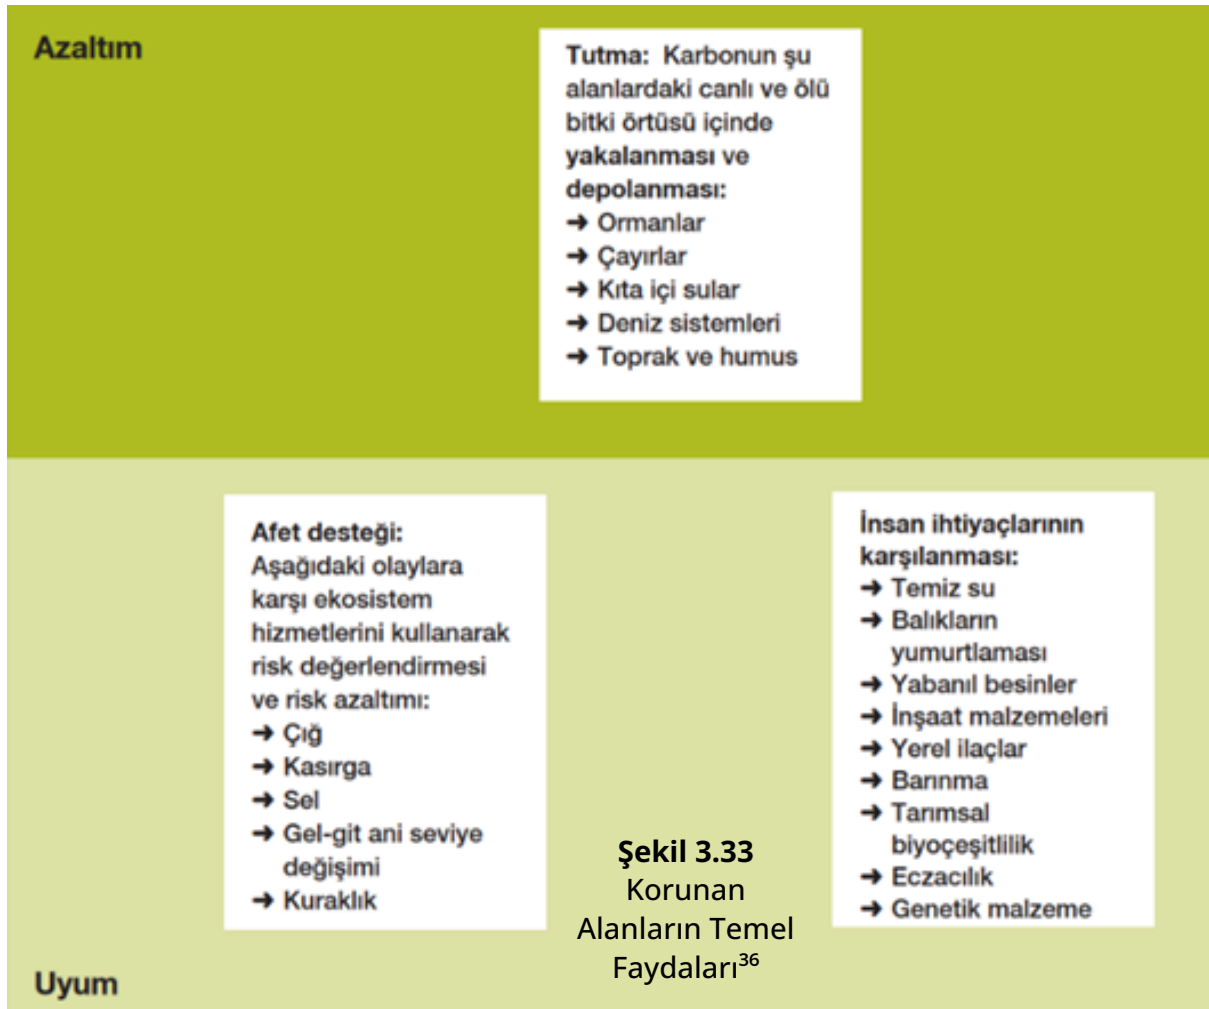 Azaltım
Tutma: Karbonun şu
alanlardaki canlı ve ölü
bitki örtüsü içinde
yakalanması ve
depolanması:
➜ Ormanlar
➜ Çayırlar
➜ Kıta içi sular
➜ Deniz sistemleri
➜ Toprak ve humus
Afet desteği:
Aşağıdaki olaylara
karşı ekosistem
hizmetlerini kullanarak
risk değerlendirmesi
ve risk azaltımı:
➜ Çığ
➜ Kasırga
➜ Sel
➜ Gel-git ani seviye
değişimi
➜ Kuraklık
İnsan ihtiyaçlarının
karşılanması:
➜ Temiz su
➜ Balıkların
yumurtlaması
➜ Yabanıl besinler
➜ İnşaat malzemeleri
➜ Yerel ilaçlar
➜ Barınma
➜ Tarımsal
biyoçeşitlilik
➜ Eczacılık
➜ Genetik malzeme
Şekil 3.33
Korunan
Alanların Temel
Faydaları³⁶
Uyum